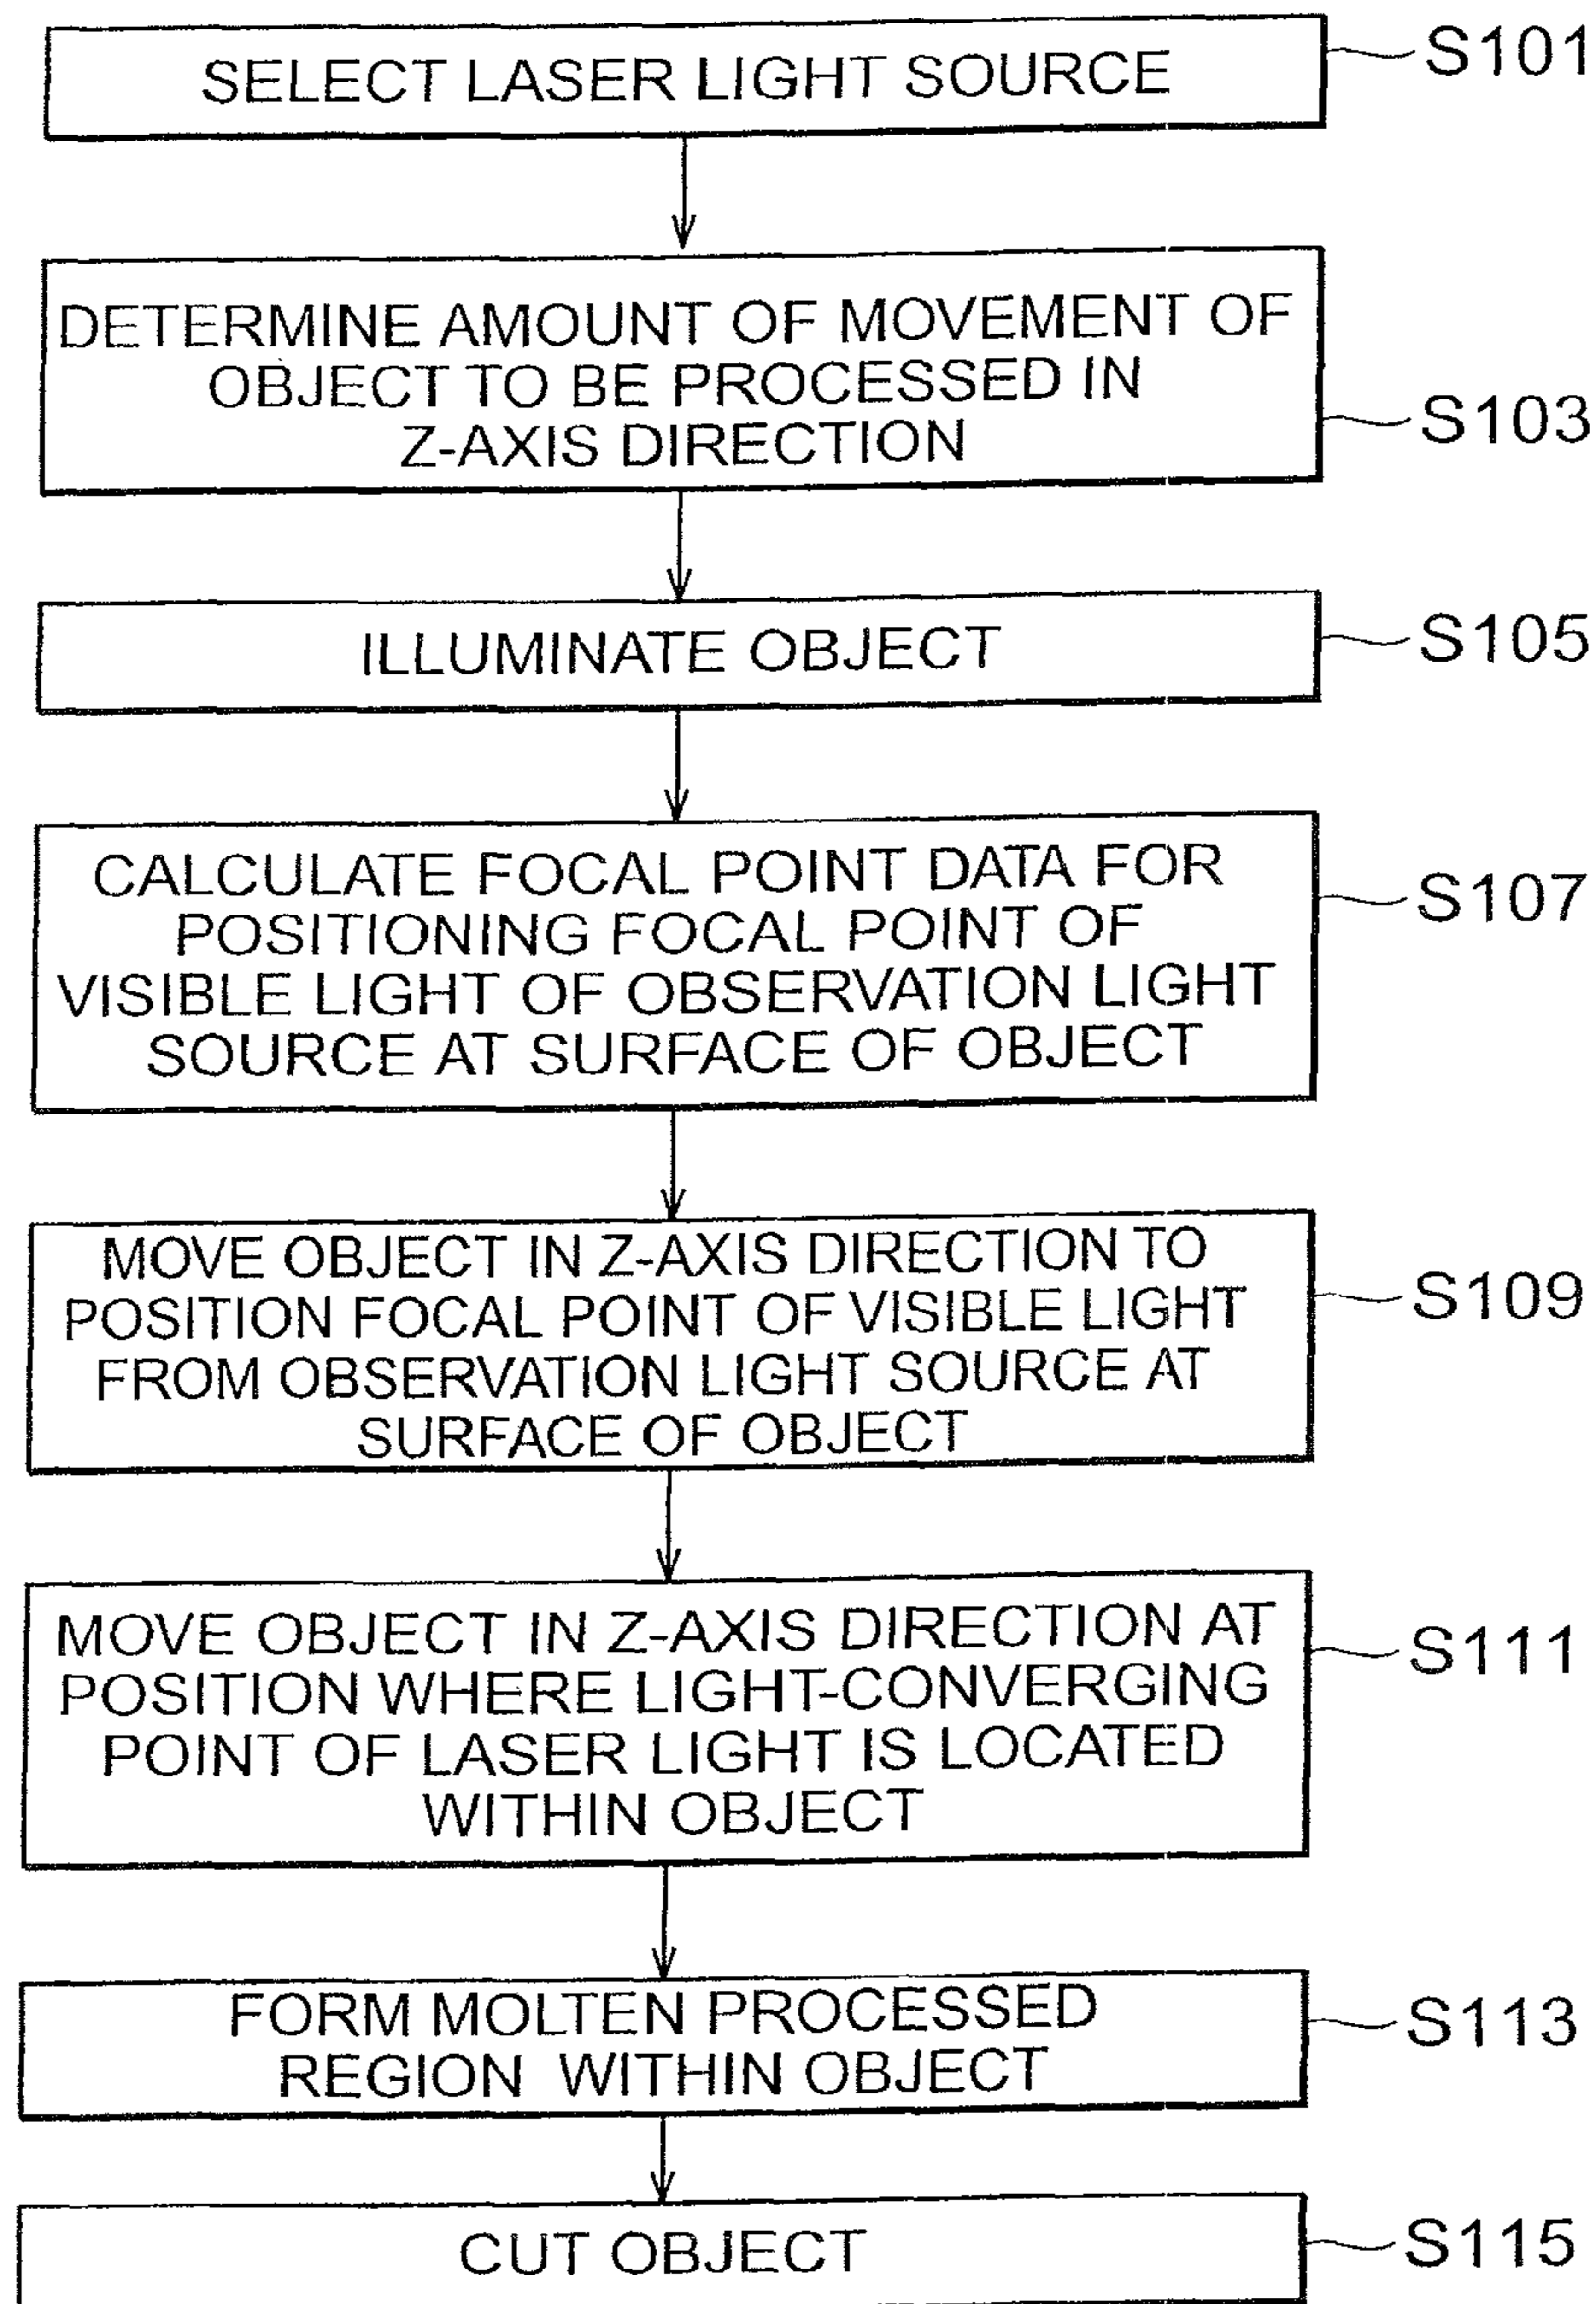 SELECT LASER LIGHT SOURCE
S101
DETERMINE AMOUNT OF MOVEMENT OF
OBJECT TO BE PROCESSED IN
Z-AXIS DIRECTION
S103
ILLUMINATE OBJECT
S105
CALCULATE FOCAL POINT DATA FOR
POSITIONING FOCAL POINT OF
VISIBLE LIGHT OF OBSERVATION LIGHT
SOURCE AT SURFACE OF OBJECT
S107
MOVE OBJECT IN Z-AXIS DIRECTION TO
POSITION FOCAL POINT OF VISIBLE LIGHT
FROM OBSERVATION LIGHT SOURCE AT
SURFACE OF OBJECT
S109
MOVE OBJECT IN Z-AXIS DIRECTION AT
POSITION WHERE LIGHT-CONVERGING
POINT OF LASER LIGHT IS LOCATED
WITHIN OBJECT
S111
FORM MOLTEN PROCESSED
REGION WITHIN OBJECT
S113
CUT OBJECT
S115